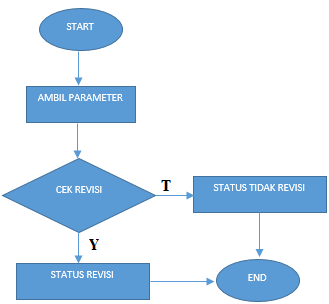 START
AMBIL PARAMETER
CEK REVISI
T
STATUS TIDAK REVISI
Y
STATUS REVISI
END